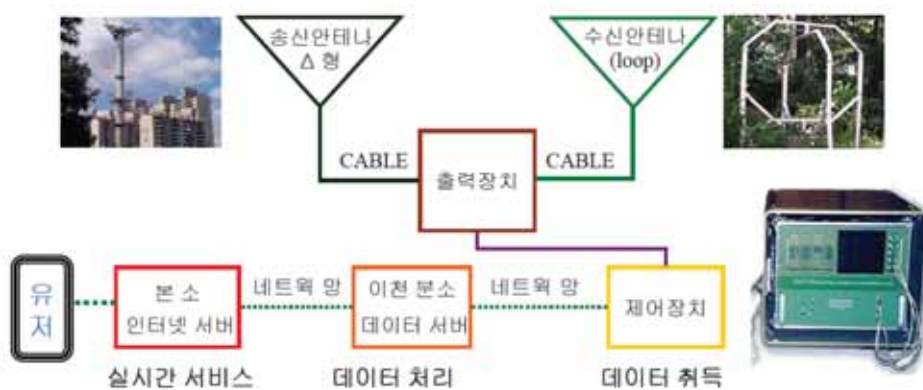 송신안테나
Δ 형
수신안테나
(loop)
CABLE
CABLE
출력장치
유
저
본 소
인터넷 서버
네트웍 망
이천 분소
데이터 서버
네트웍 망
제어장치
실시간 서비스
데이터 처리
데이터 취득